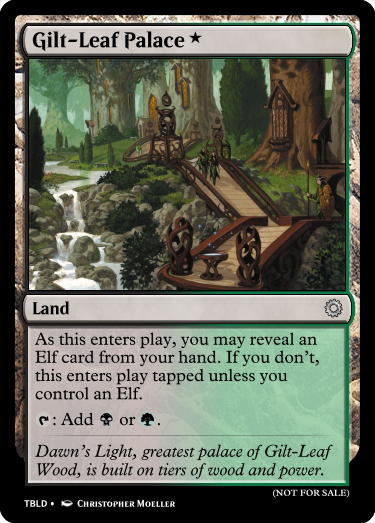 Gilt-Leaf Palace ★
Land
As this enters play, you may reveal an
Elf card from your hand. If you don't,
this enters play tapped unless you
control an Elf.
: Add or .
Dawn's Light, greatest palace of Gilt-Leaf
Wood, is built on tiers of wood and power.
(NOT FOR SALE)
TBLD • Christopher Moeller